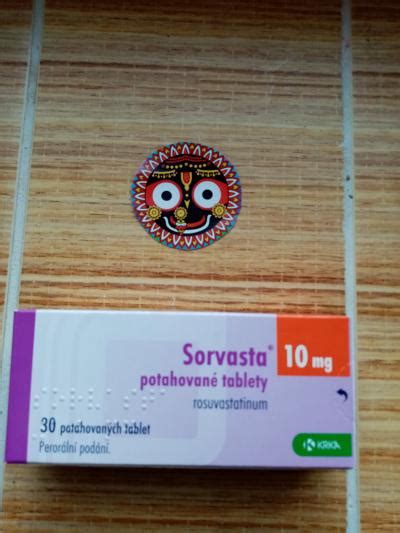 Sorvasta® 10 mg
potahované tablety
rosuvastatinum
30 potahovaných tablet
Perorální podání.
KRKA